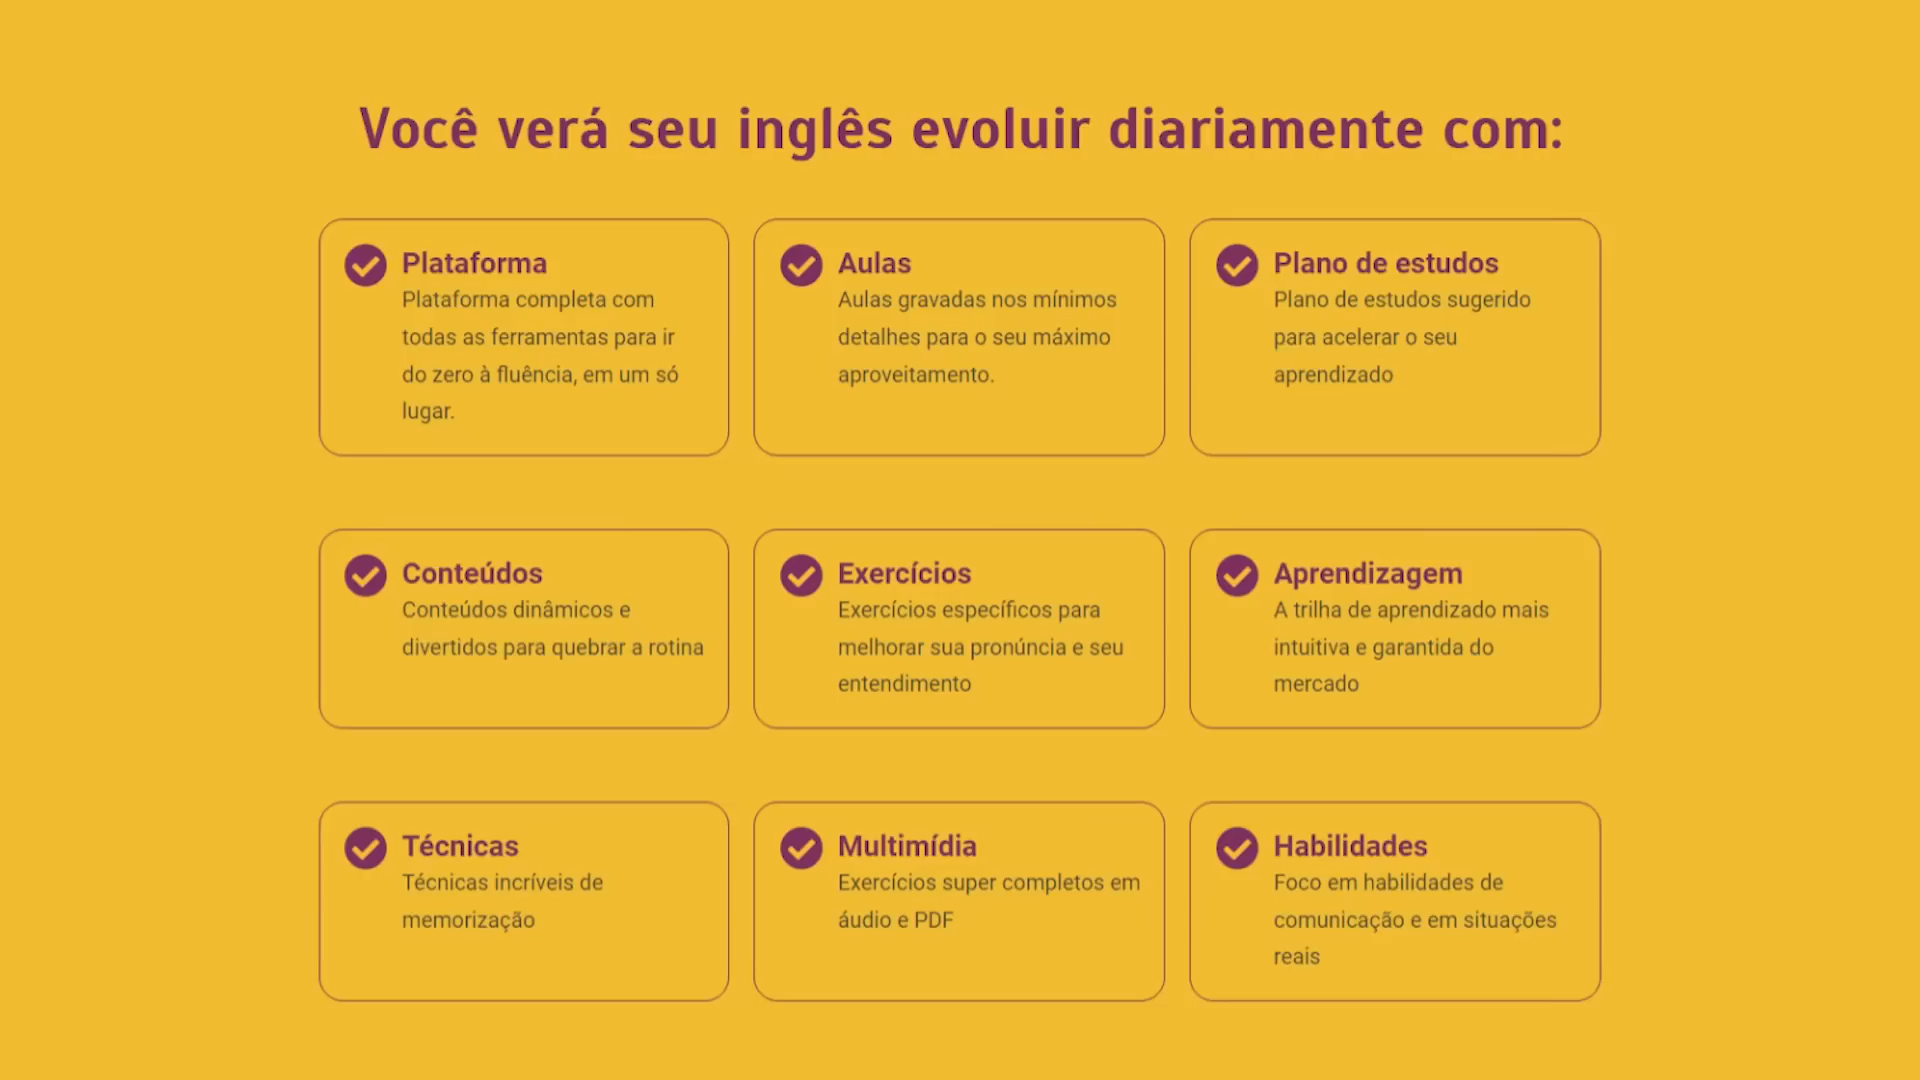 Você verá seu inglês evoluir diariamente com:
Plataforma
Plataforma completa com
todas as ferramentas para ir
do zero à fluência, em um só
lugar.
Aulas
Aulas gravadas nos mínimos
detalhes para o seu máximo
aproveitamento.
Plano de estudos
Plano de estudos sugerido
para acelerar o seu
aprendizado
Conteúdos
Conteúdos dinâmicos e
divertidos para quebrar a rotina
Exercícios
Exercícios específicos para
melhorar sua pronúncia e seu
entendimento
Aprendizagem
A trilha de aprendizado mais
intuitiva e garantida do
mercado
Técnicas
Técnicas incríveis de
memorização
Multimídia
Exercícios super completos em
áudio e PDF
Habilidades
Foco em habilidades de
comunicação e em situações
reais